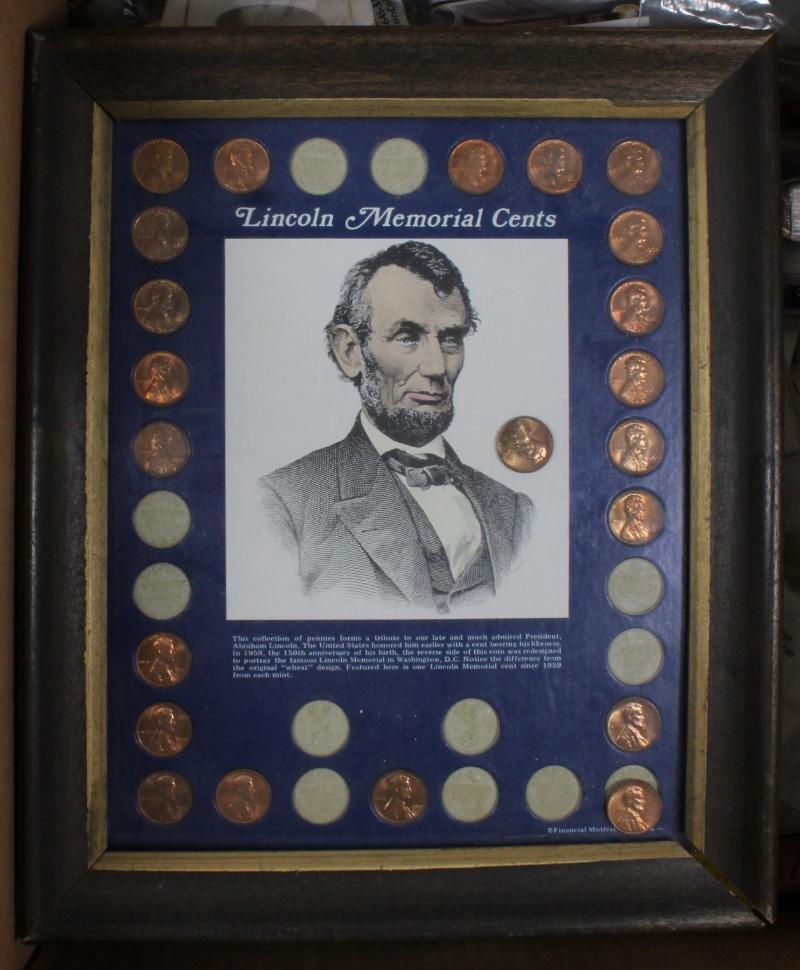 Lincoln Memorial Cents
This collection of pennies forms a tribute to our late and much admired President,
Abraham Lincoln. The United States honored him earlier with a cent bearing his likeness.
In 1959, the 150th anniversary of his birth, the reverse side of this coin was redesigned
to portray the famous Lincoln Memorial in Washington, D.C. Notice the difference from
the original "wheat" design. Featured here is one Lincoln Memorial cent since 1959
from each mint.
©Financial